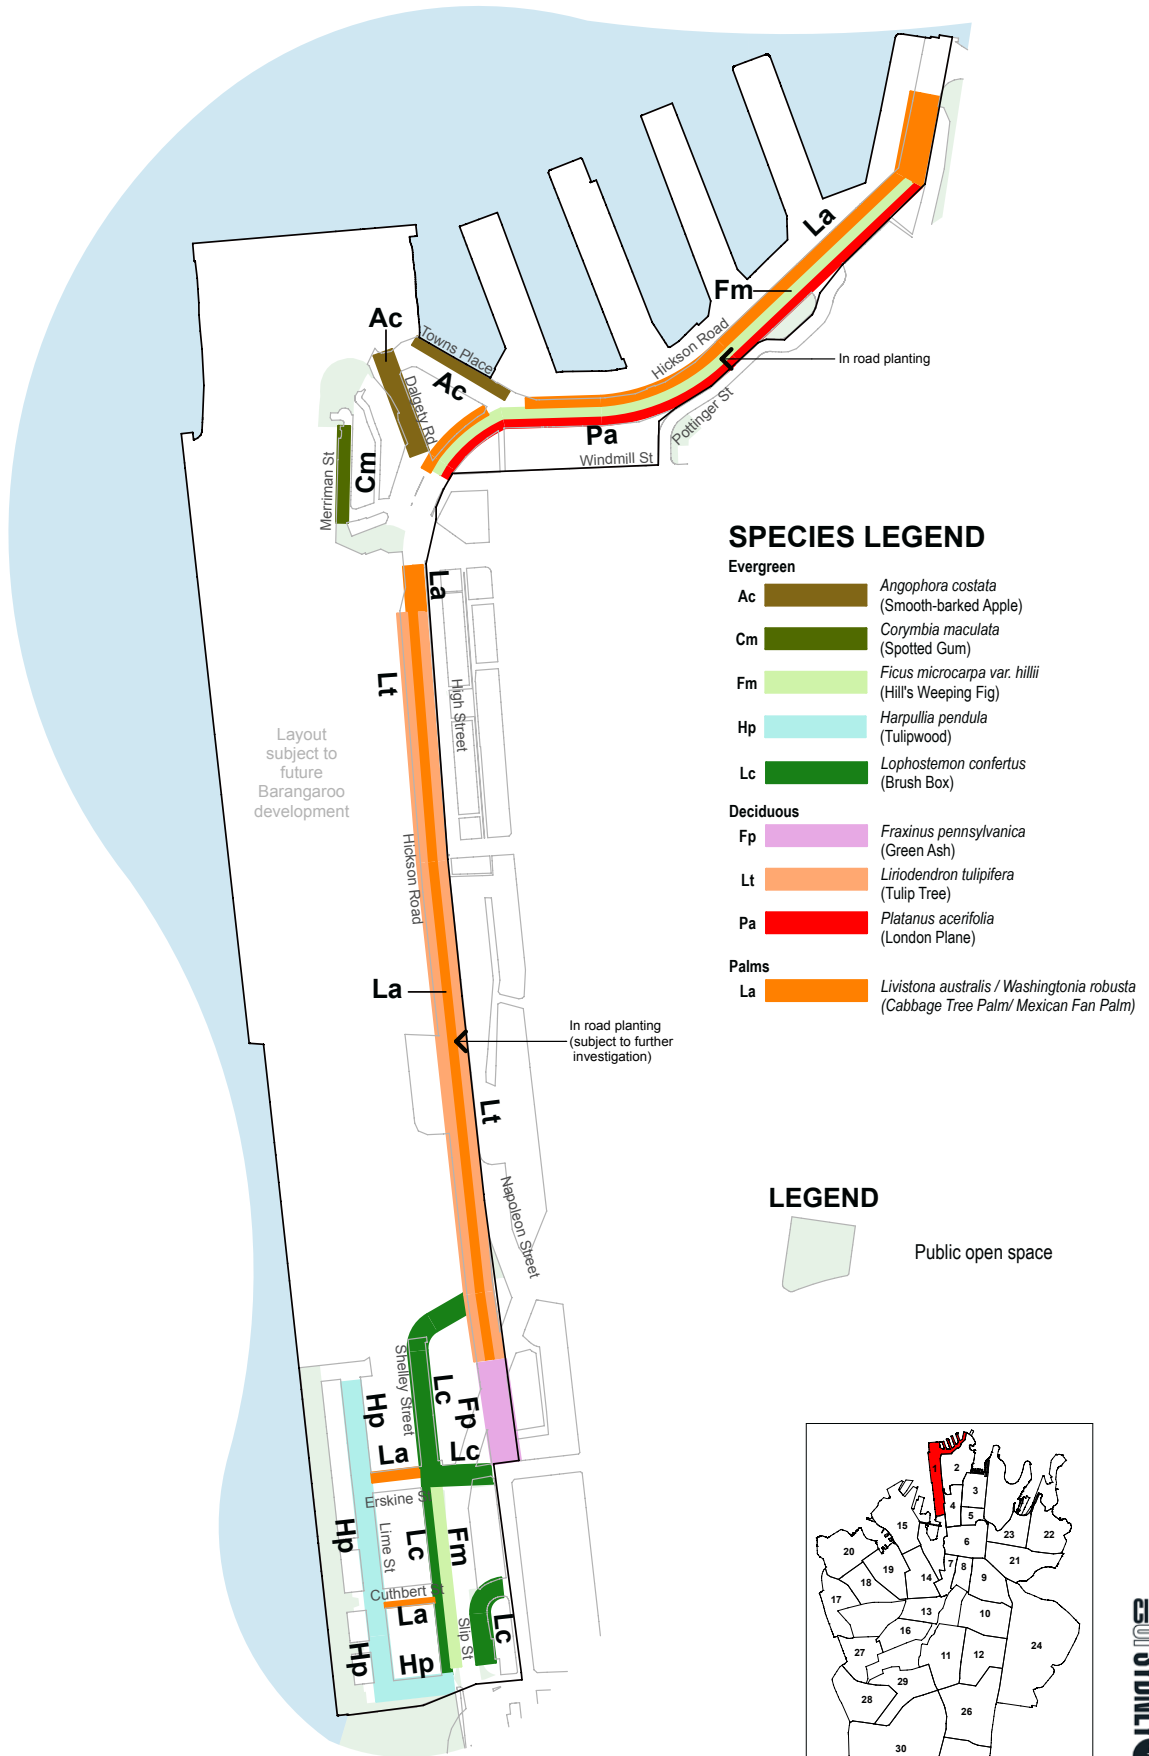 La
Fm
Ac
Towns Place
Hickson Road
In road planting
Ac
Dalgety Rd
Pottinger St
Pa
Windmill St
Merriman St
Cm
SPECIES LEGEND
Evergreen
Ac
Angophora costata
(Smooth-barked Apple)
Cm
Corymbia maculata
(Spotted Gum)
Fm
Ficus microcarpa var. hillii
(Hill's Weeping Fig)
Hp
Harpullia pendula
(Tulipwood)
Lc
Lophostemon confertus
(Brush Box)
Deciduous
Fp
Fraxinus pennsylvanica
(Green Ash)
Lt
Liriodendron tulipifera
(Tulip Tree)
Pa
Platanus acerifolia
(London Plane)
Palms
La
Livistona australis / Washingtonia robusta
(Cabbage Tree Palm/ Mexican Fan Palm)
La
Lt
High Street
Layout
subject to
future
Barangaroo
development
Hickson Road
La
In road planting
(subject to further
investigation)
Lt
Napoleon Street
LEGEND
Public open space
Shelley Street
Lc
Fp
Hp
La
Lc
Erskine S
Hp
Lime St
Lc
Fm
Cuthbert St
La
Slip St
Lc
Hp
Hp
1
2
3
4
5
6
7
8
9
10
11
12
13
14
15
16
17
18
19
20
21
22
23
24
26
27
28
29
30